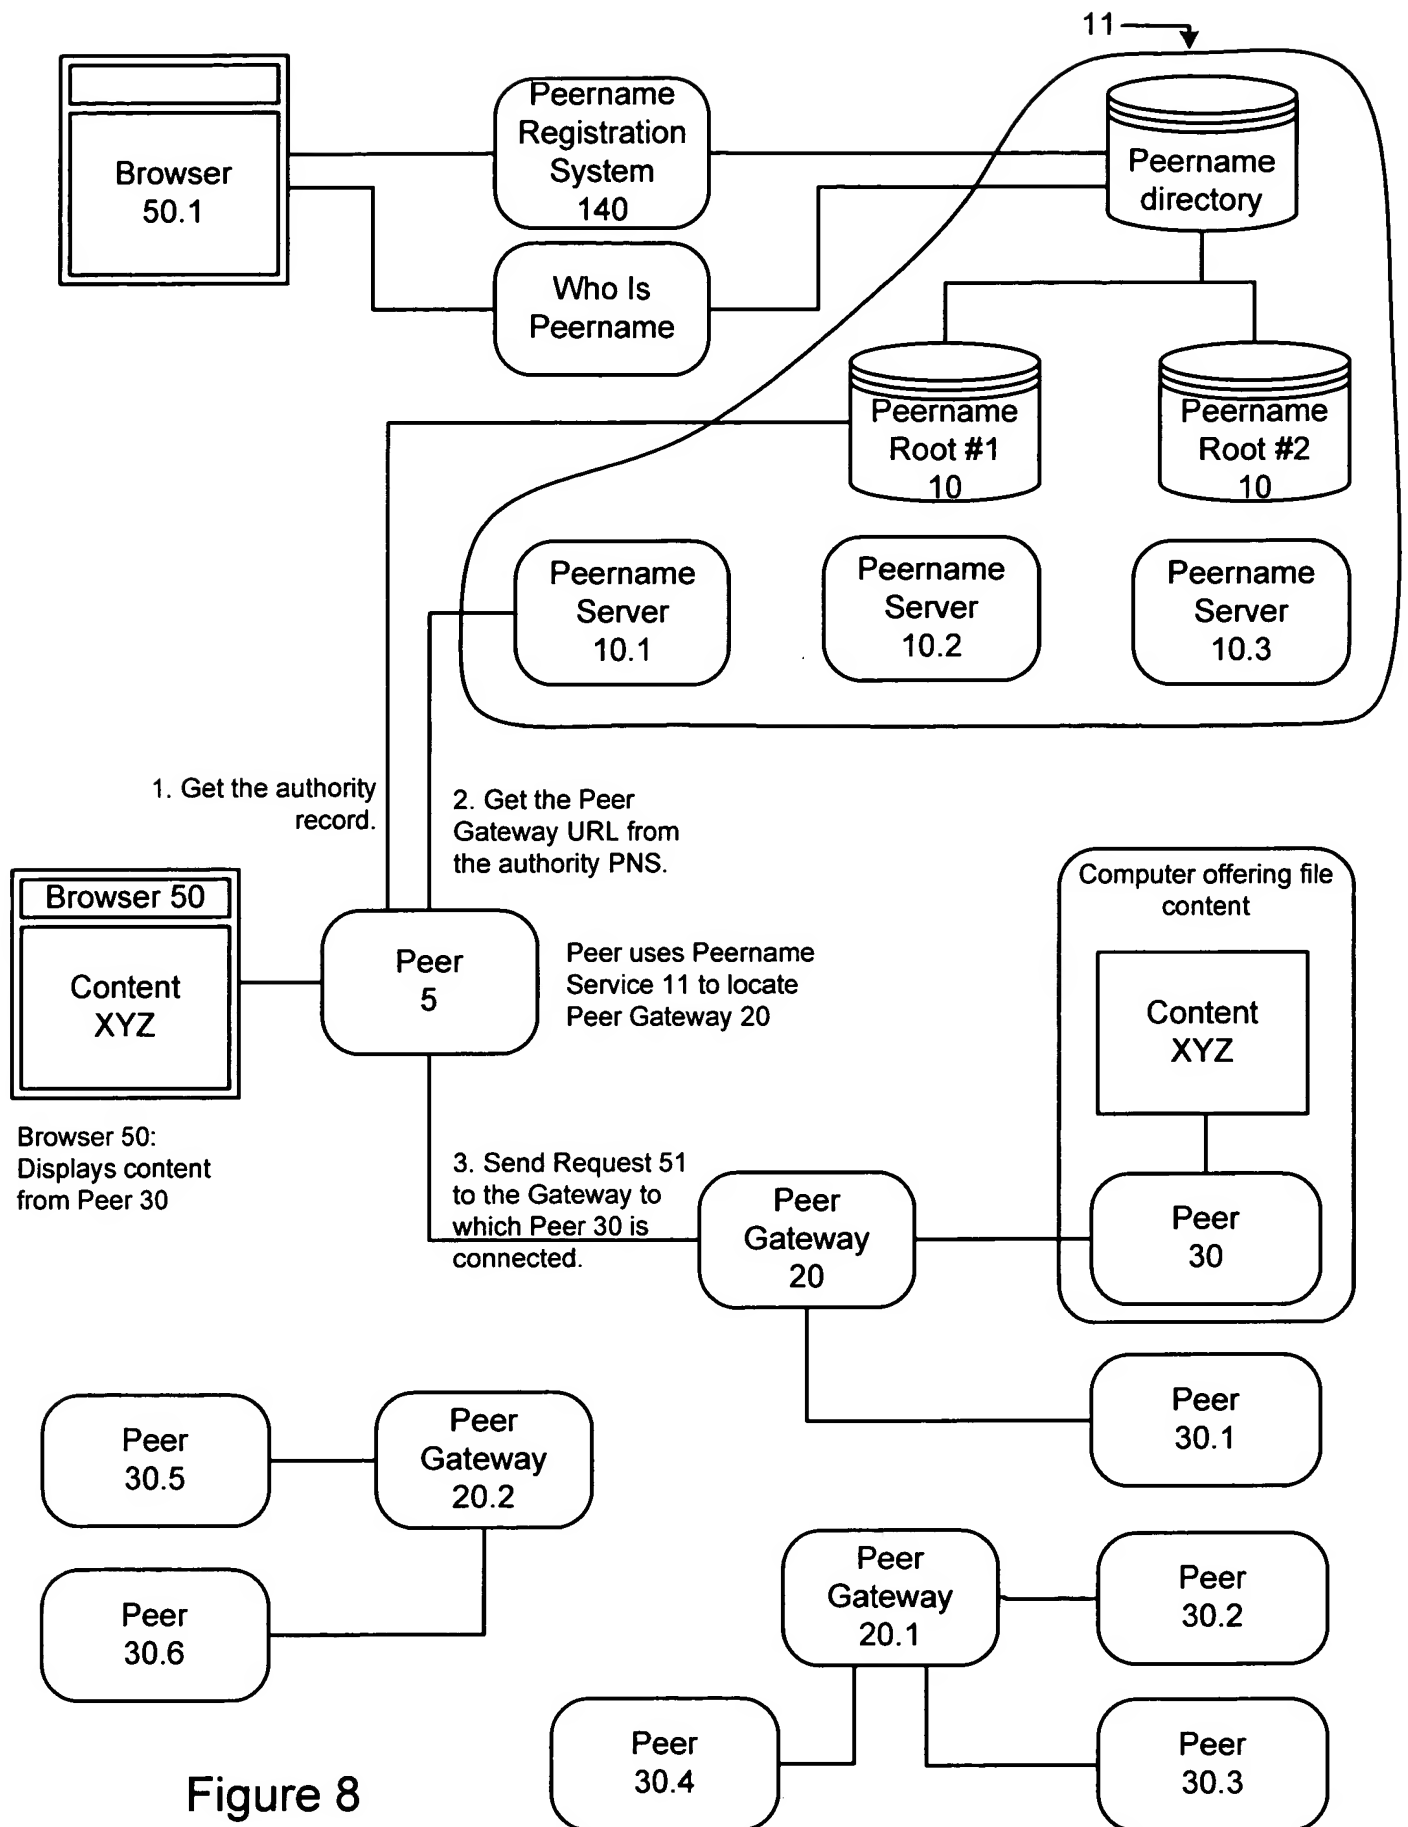 11
Peername
Registration
System
140
Browser
50.1
Peername
directory
Who Is
Peername
Peername
Root #1
10
Peername
Root #2
10
Peername
Server
10.1
Peername
Server
10.2
Peername
Server
10.3
1. Get the authority
record.
2. Get the Peer
Gateway URL from
the authority PNS.
Browser 50
Content
XYZ
Peer
5
Peer uses Peername
Service 11 to locate
Peer Gateway 20
Computer offering file
content
Content
XYZ
Browser 50:
Displays content
from Peer 30
3. Send Request 51
to the Gateway to
which Peer 30 is
connected.
Peer
Gateway
20
Peer
30
Peer
30.1
Peer
30.5
Peer
Gateway
20.2
Peer
30.6
Peer
Gateway
20.1
Peer
30.2
Peer
30.4
Peer
30.3
Figure 8